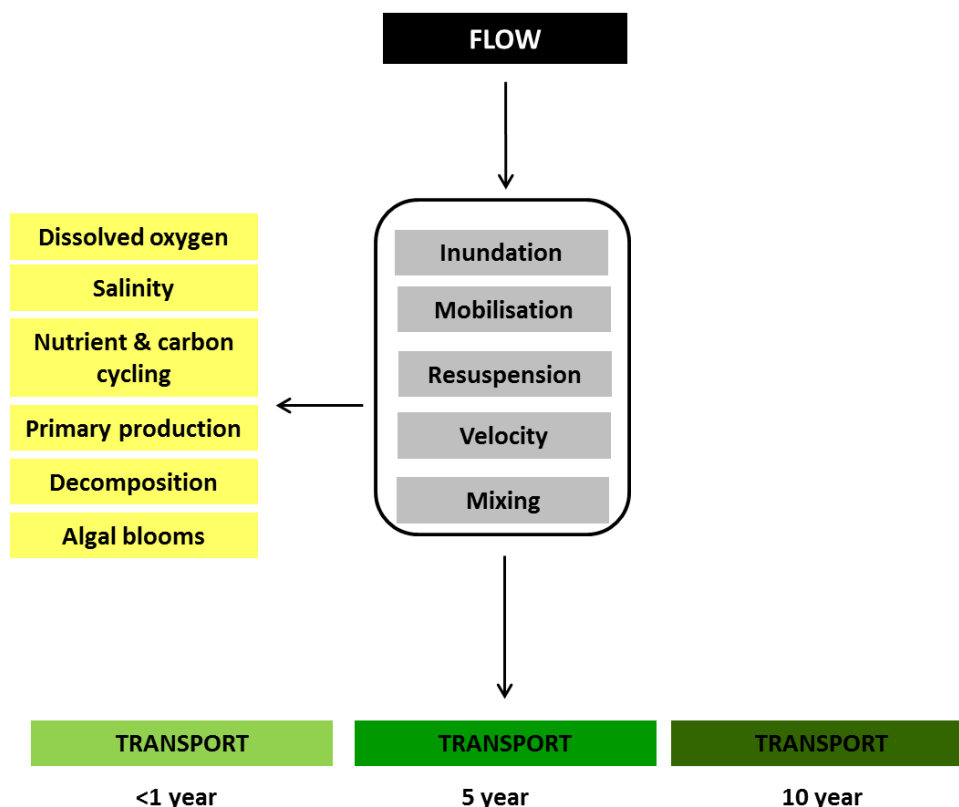 FLOW
Dissolved oxygen
Salinity
Nutrient & carbon
cycling
Primary production
Decomposition
Algal blooms
Inundation
Mobilisation
Resuspension
Velocity
Mixing
TRANSPORT
TRANSPORT
TRANSPORT
<1 year
5 year
10 year